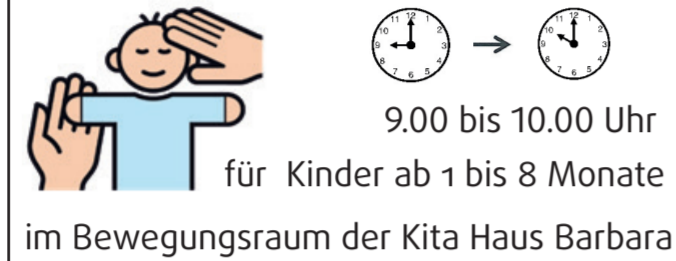 9.00 bis 10.00 Uhr
für Kinder ab 1 bis 8 Monate
im Bewegungsraum der Kita Haus Barbara